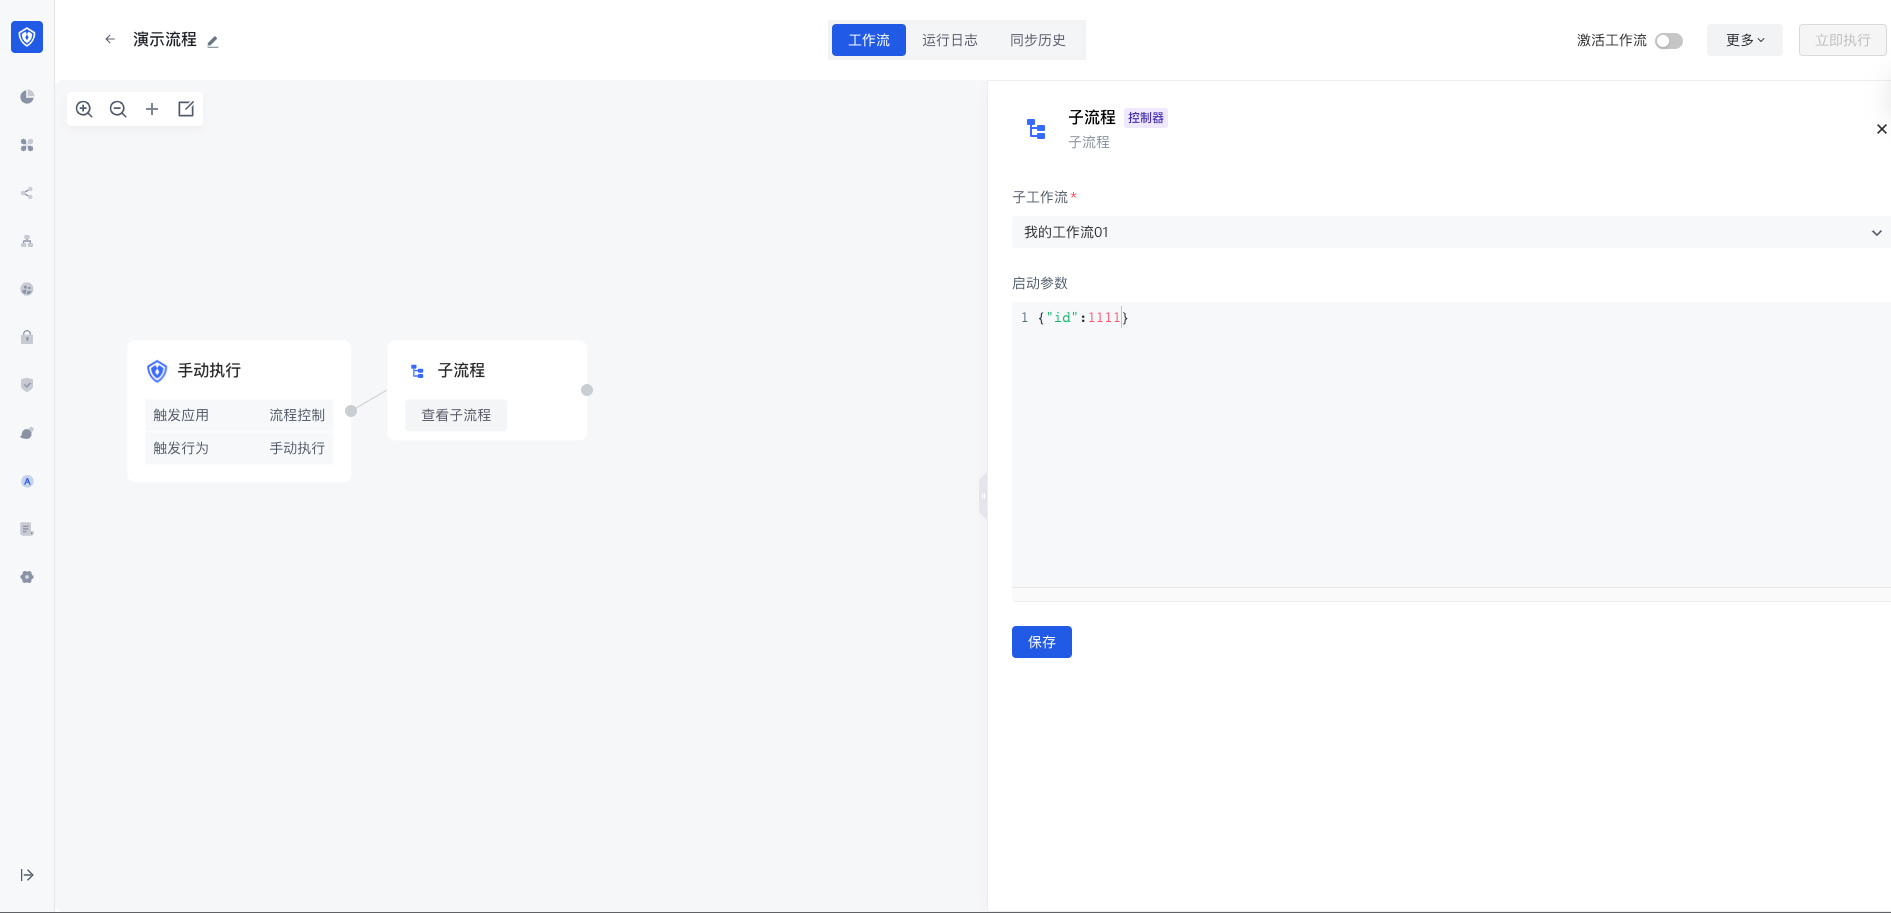 演示流程
工作流 运行日志 同步历史
激活工作流 更多 立即执行
手动执行
触发应用 流程控制
触发行为 手动执行
子流程
查看子流程
子流程 控制器
子流程
子工作流*
我的工作流01
启动参数
1 {"id":1111}
保存
A